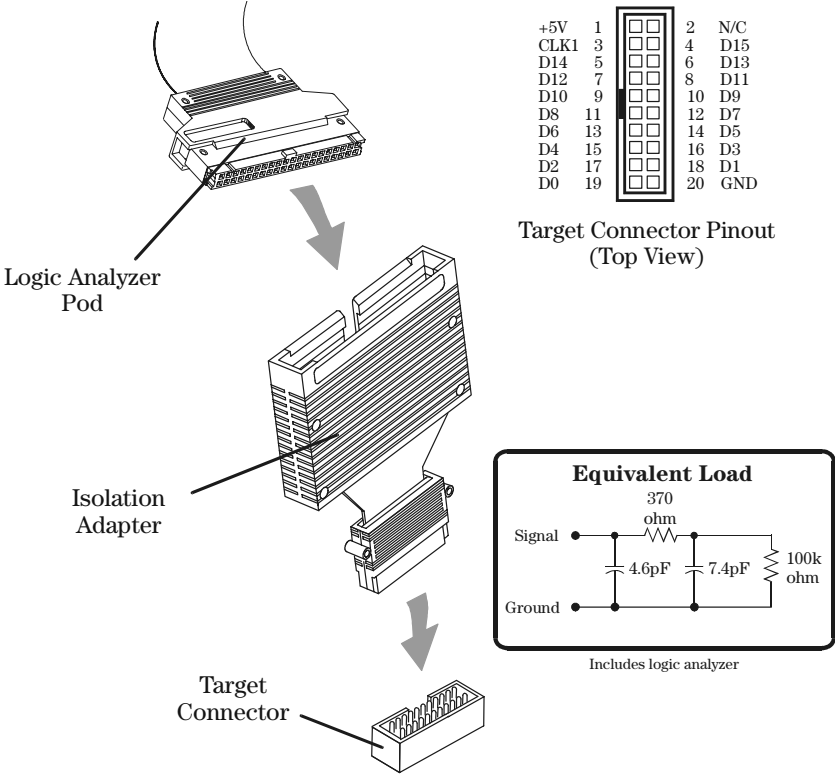 +5V 1 2 N/C
CLK1 3 4 D15
D14 5 6 D13
D12 7 8 D11
D10 9 10 D9
D8 11 12 D7
D6 13 14 D5
D4 15 16 D3
D2 17 18 D1
D0 19 20 GND
Target Connector Pinout
(Top View)
Logic Analyzer
Pod
Isolation
Adapter
Equivalent Load
370
ohm
Signal
4.6pF 7.4pF 100k
ohm
Ground
Includes logic analyzer
Target
Connector